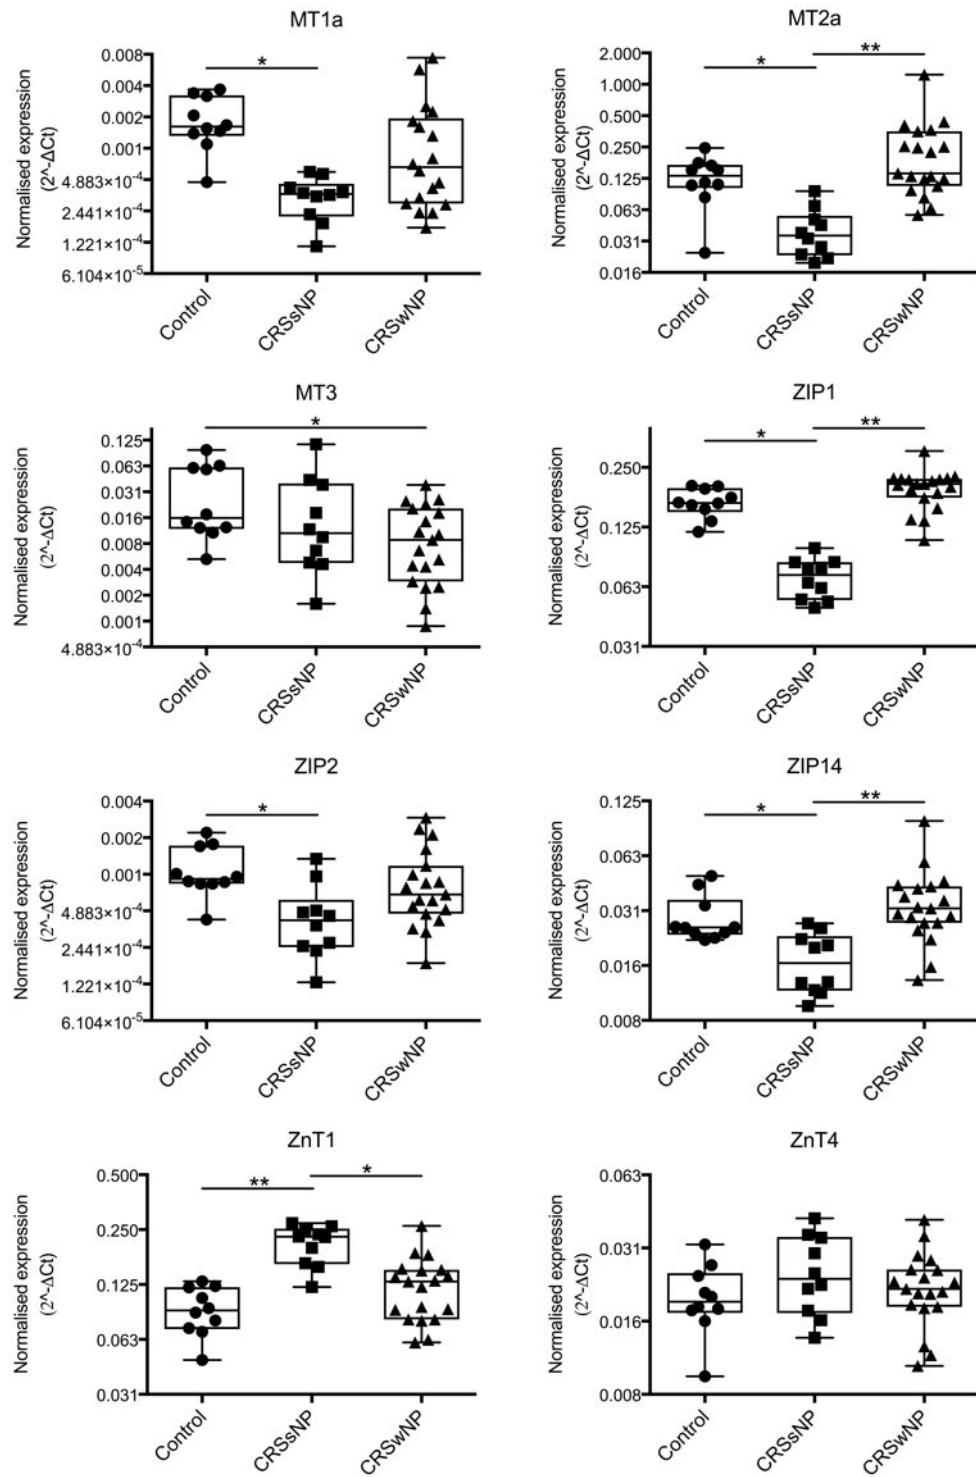 MT1a
Normalised expression
(2^-ΔCt)
0.008
0.004
0.002
0.001
4.883×10⁻⁴
2.441×10⁻⁴
1.221×10⁻⁴
6.104×10⁻⁵
*
Control
CRSsNP
CRSwNP
MT2a
Normalised expression
(2^-ΔCt)
2.000
1.000
0.500
0.250
0.125
0.063
0.031
0.016
*
**
Control
CRSsNP
CRSwNP
MT3
Normalised expression
(2^-ΔCt)
0.125
0.063
0.031
0.016
0.008
0.004
0.002
0.001
4.883×10⁻⁴
*
Control
CRSsNP
CRSwNP
ZIP1
Normalised expression
(2^-ΔCt)
0.250
0.125
0.063
0.031
*
**
Control
CRSsNP
CRSwNP
ZIP2
Normalised expression
(2^-ΔCt)
0.004
0.002
0.001
4.883×10⁻⁴
2.441×10⁻⁴
1.221×10⁻⁴
6.104×10⁻⁵
*
Control
CRSsNP
CRSwNP
ZIP14
Normalised expression
(2^-ΔCt)
0.125
0.063
0.031
0.016
0.008
*
**
Control
CRSsNP
CRSwNP
ZnT1
Normalised expression
(2^-ΔCt)
0.500
0.250
0.125
0.063
0.031
**
*
Control
CRSsNP
CRSwNP
ZnT4
Normalised expression
(2^-ΔCt)
0.063
0.031
0.016
0.008
Control
CRSsNP
CRSwNP